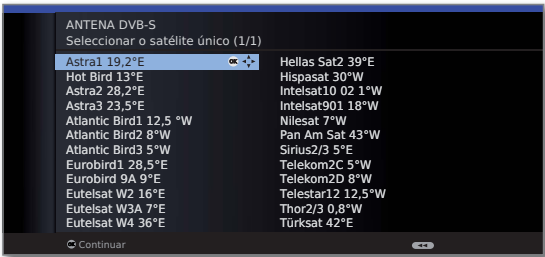 ANTENA DVB-S
Seleccionar o satélite único (1/1)
Astra1 19,2°E OK
Hot Bird 13°E
Astra2 28,2°E
Astra3 23,5°E
Atlantic Bird1 12,5 °W
Atlantic Bird2 8°W
Atlantic Bird3 5°W
Eurobird1 28,5°E
Eurobird 9A 9°E
Eutelsat W2 16°E
Eutelsat W3A 7°E
Eutelsat W4 36°E
Hellas Sat2 39°E
Hispasat 30°W
Intelsat10 02 1°W
Intelsat901 18°W
Nilesat 7°W
Pan Am Sat 43°W
Sirius2/3 5°E
Telekom2C 5°W
Telekom2D 8°W
Telestar12 12,5°W
Thor2/3 0,8°W
Türksat 42°E
OK Continuar